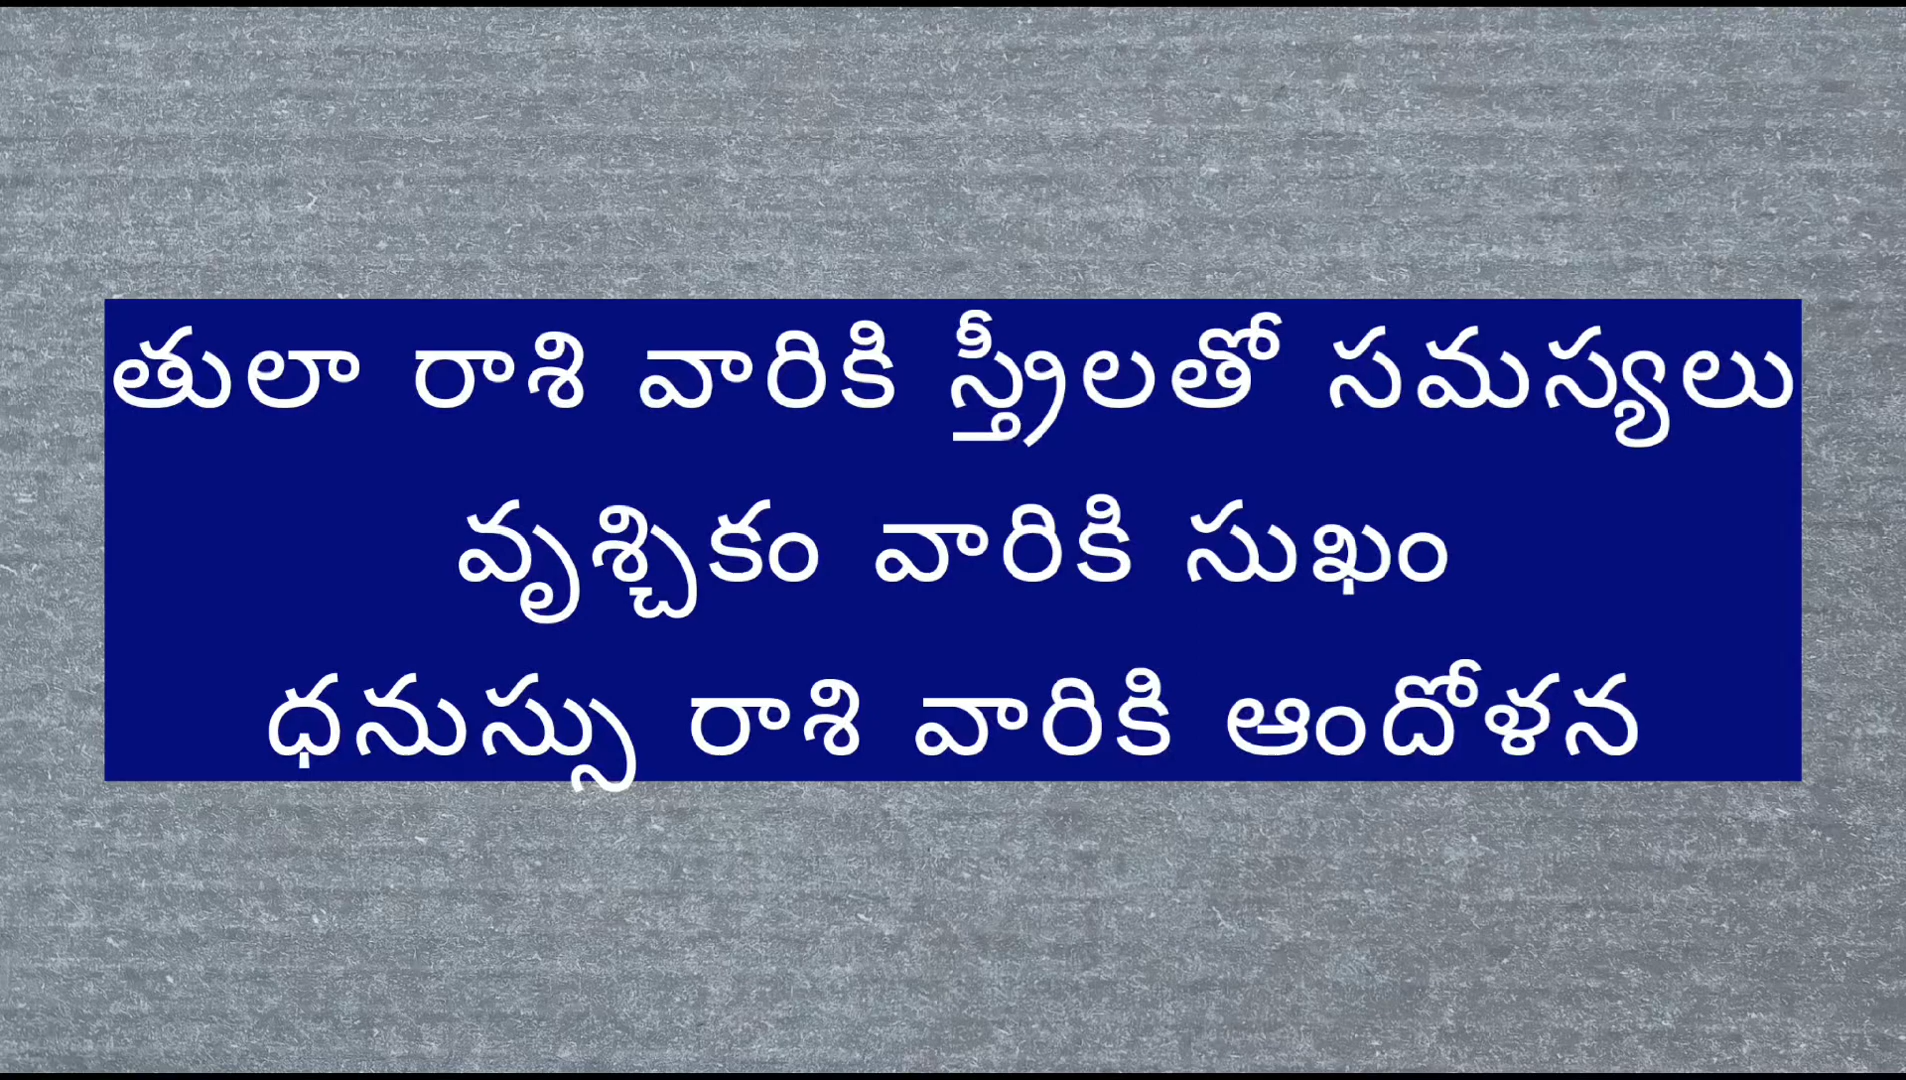 తులా రాశి వారికి స్త్రీలతో సమస్యలు
వృశ్చికం వారికి సుఖం
ధనుస్సు రాశి వారికి ఆందోళన